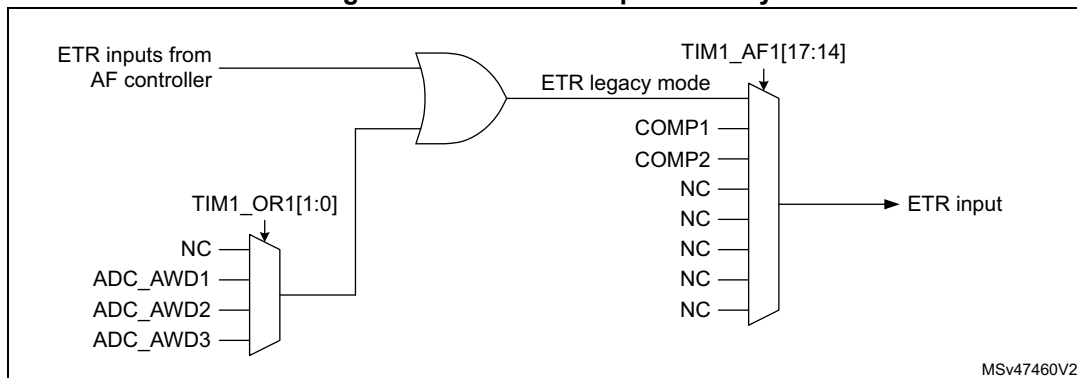 ETR inputs from
AF controller
ETR legacy mode
TIM1_AF1[17:14]
COMP1
COMP2
NC
NC
NC
NC
NC
ETR input
TIM1_OR1[1:0]
NC
ADC_AWD1
ADC_AWD2
ADC_AWD3
MSv47460V2